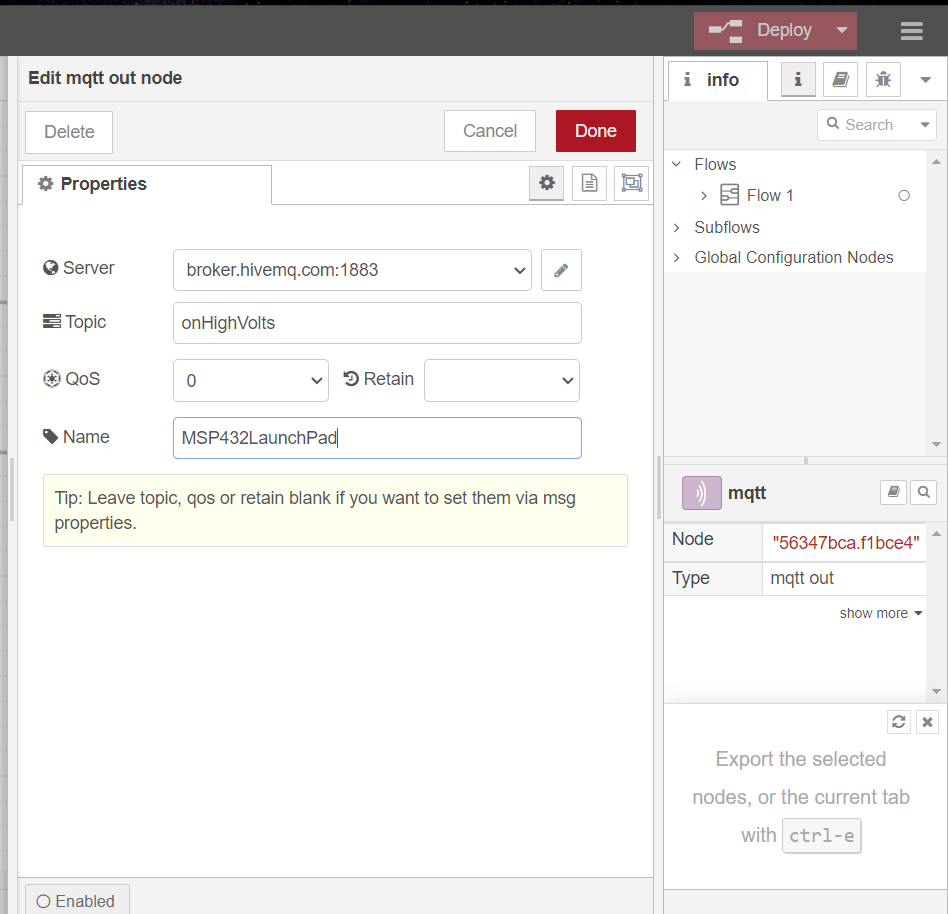 Deploy
Edit mqtt out node
Delete
Cancel
Done
Properties
Server
broker.hivemq.com:1883
Topic
onHighVolts
QoS
0
Retain
Name
MSP432LaunchPad
Tip: Leave topic, qos or retain blank if you want to set them via msg
properties.
Enabled
info
Search
Flows
Flow 1
Subflows
Global Configuration Nodes
mqtt
Node
"56347bca.f1bce4"
Type
mqtt out
show more
Export the selected
nodes, or the current tab
with ctrl-e